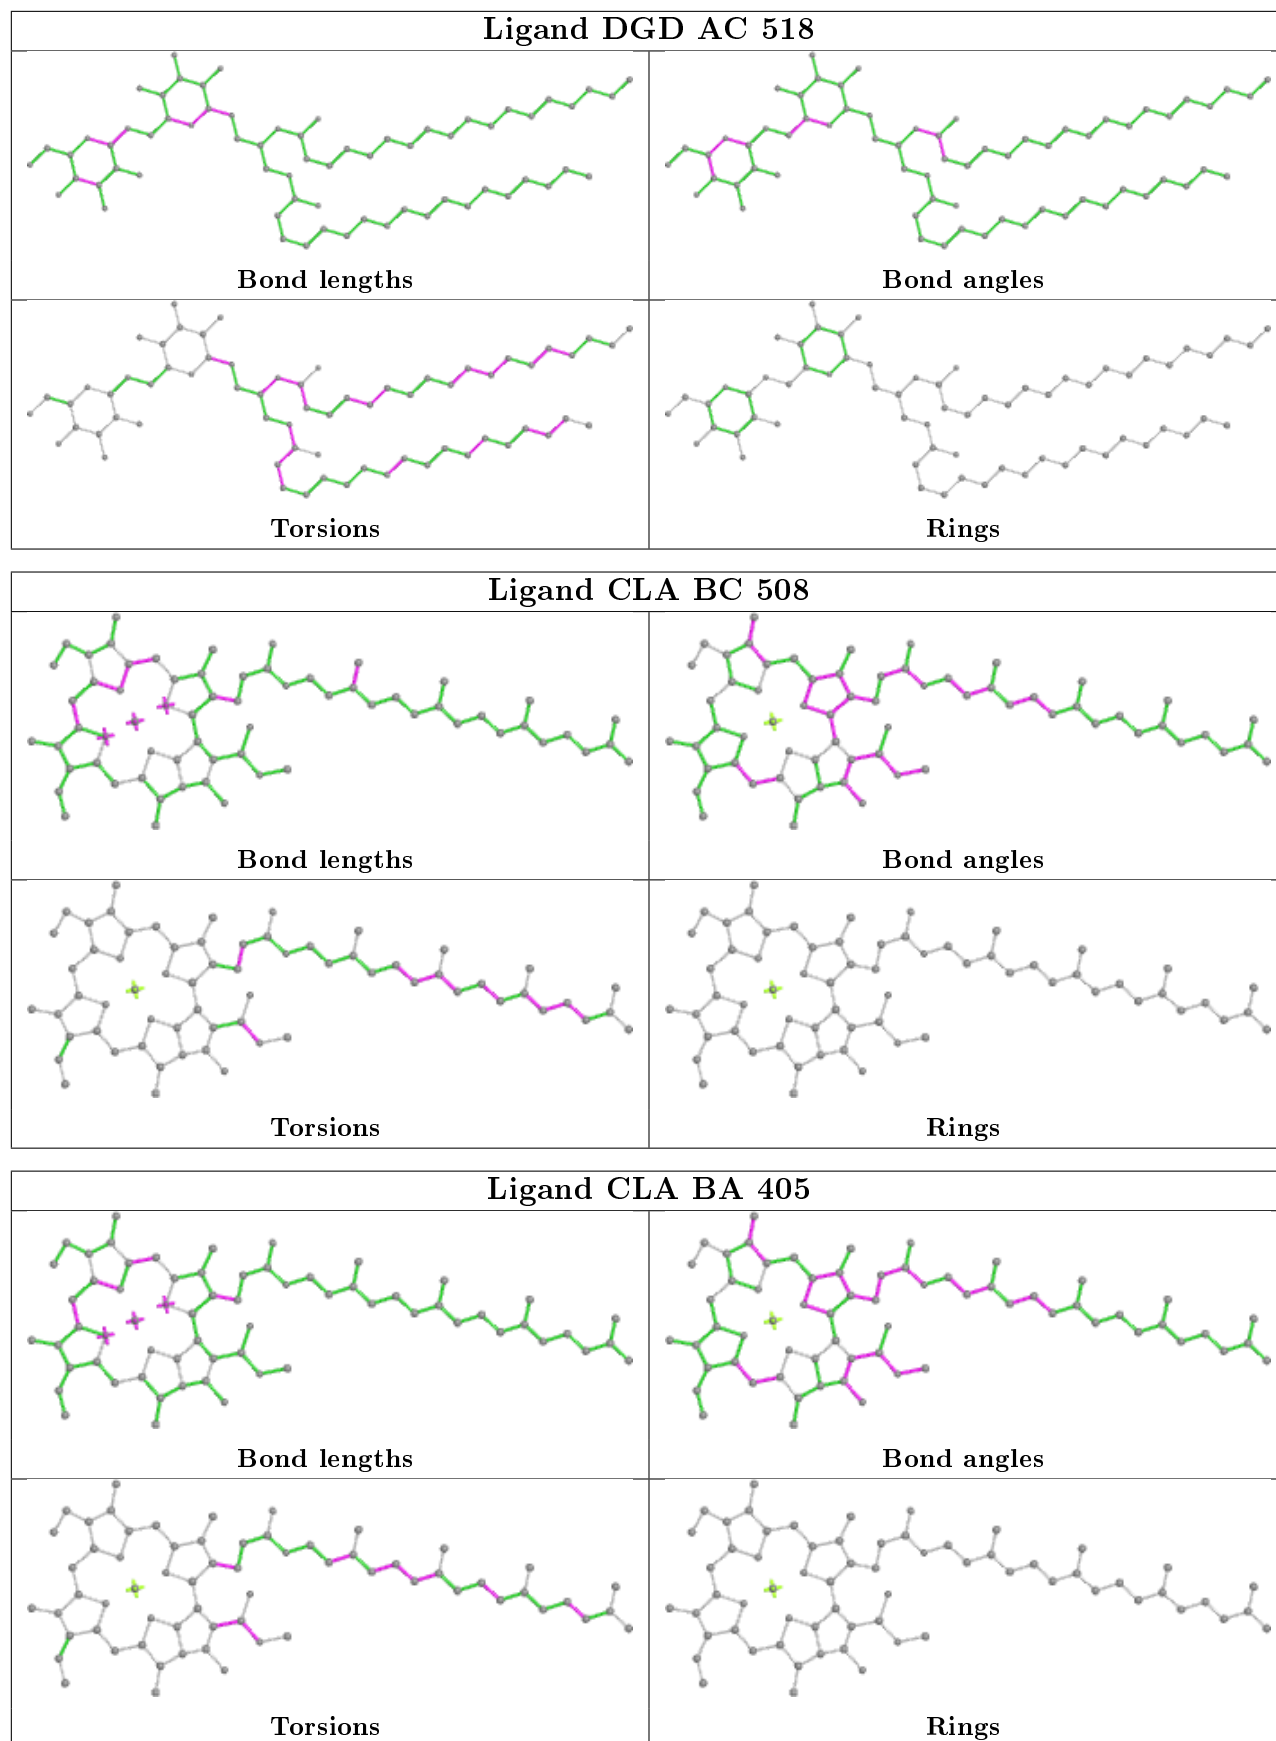 Ligand DGD AC 518
Bond lengths
Bond angles
Torsions
Rings
Ligand CLA BC 508
Bond lengths
Bond angles
Torsions
Rings
Ligand CLA BA 405
Bond lengths
Bond angles
Torsions
Rings